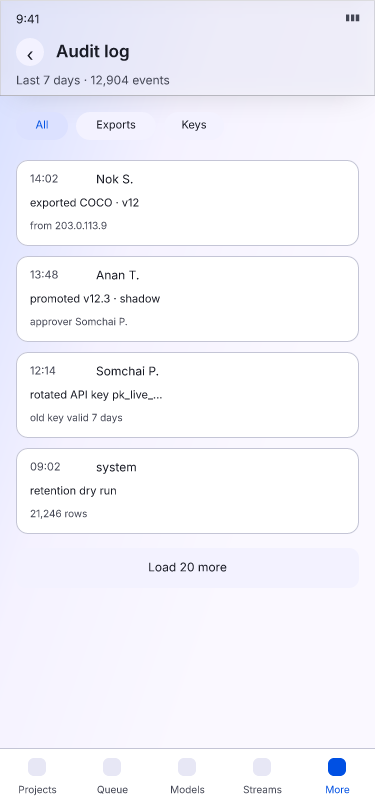 9:41
‹ Audit log
Last 7 days · 12,904 events
All Exports Keys
14:02 Nok S.
exported COCO · v12
from 203.0.113.9
13:48 Anan T.
promoted v12.3 · shadow
approver Somchai P.
12:14 Somchai P.
rotated API key pk_live_...
old key valid 7 days
09:02 system
retention dry run
21,246 rows
Load 20 more
Projects Queue Models Streams More